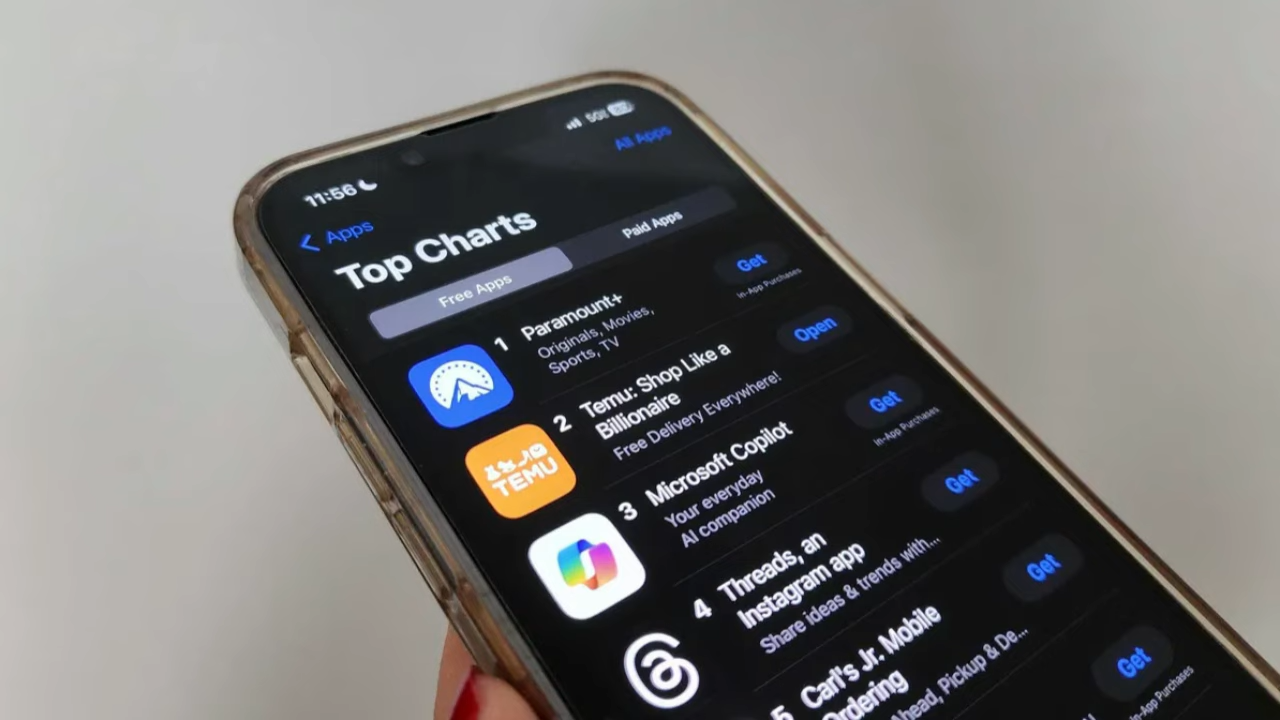 11:56
5G
All Apps
Apps
Top Charts
Free Apps
Paid Apps
1
Paramount+
Originals, Movies,
Sports, TV
Get
In-App Purchases
TEMU
2
Temu: Shop Like a
Billionaire
Free Delivery Everywhere!
Open
3
Microsoft Copilot
Your everyday
AI companion
Get
In-App Purchases
4
Threads, an
Instagram app
Share ideas & trends with...
Get
5
Carl's Jr. Mobile
Ordering
Ahead, Pickup & De...
Get
Get
In-App Purchases